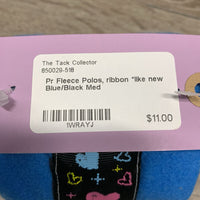 The Tack Collector
850029-518
Pr Fleece Polos, ribbon "like new
Blue/Black Med
1WRAYJ
$11.00